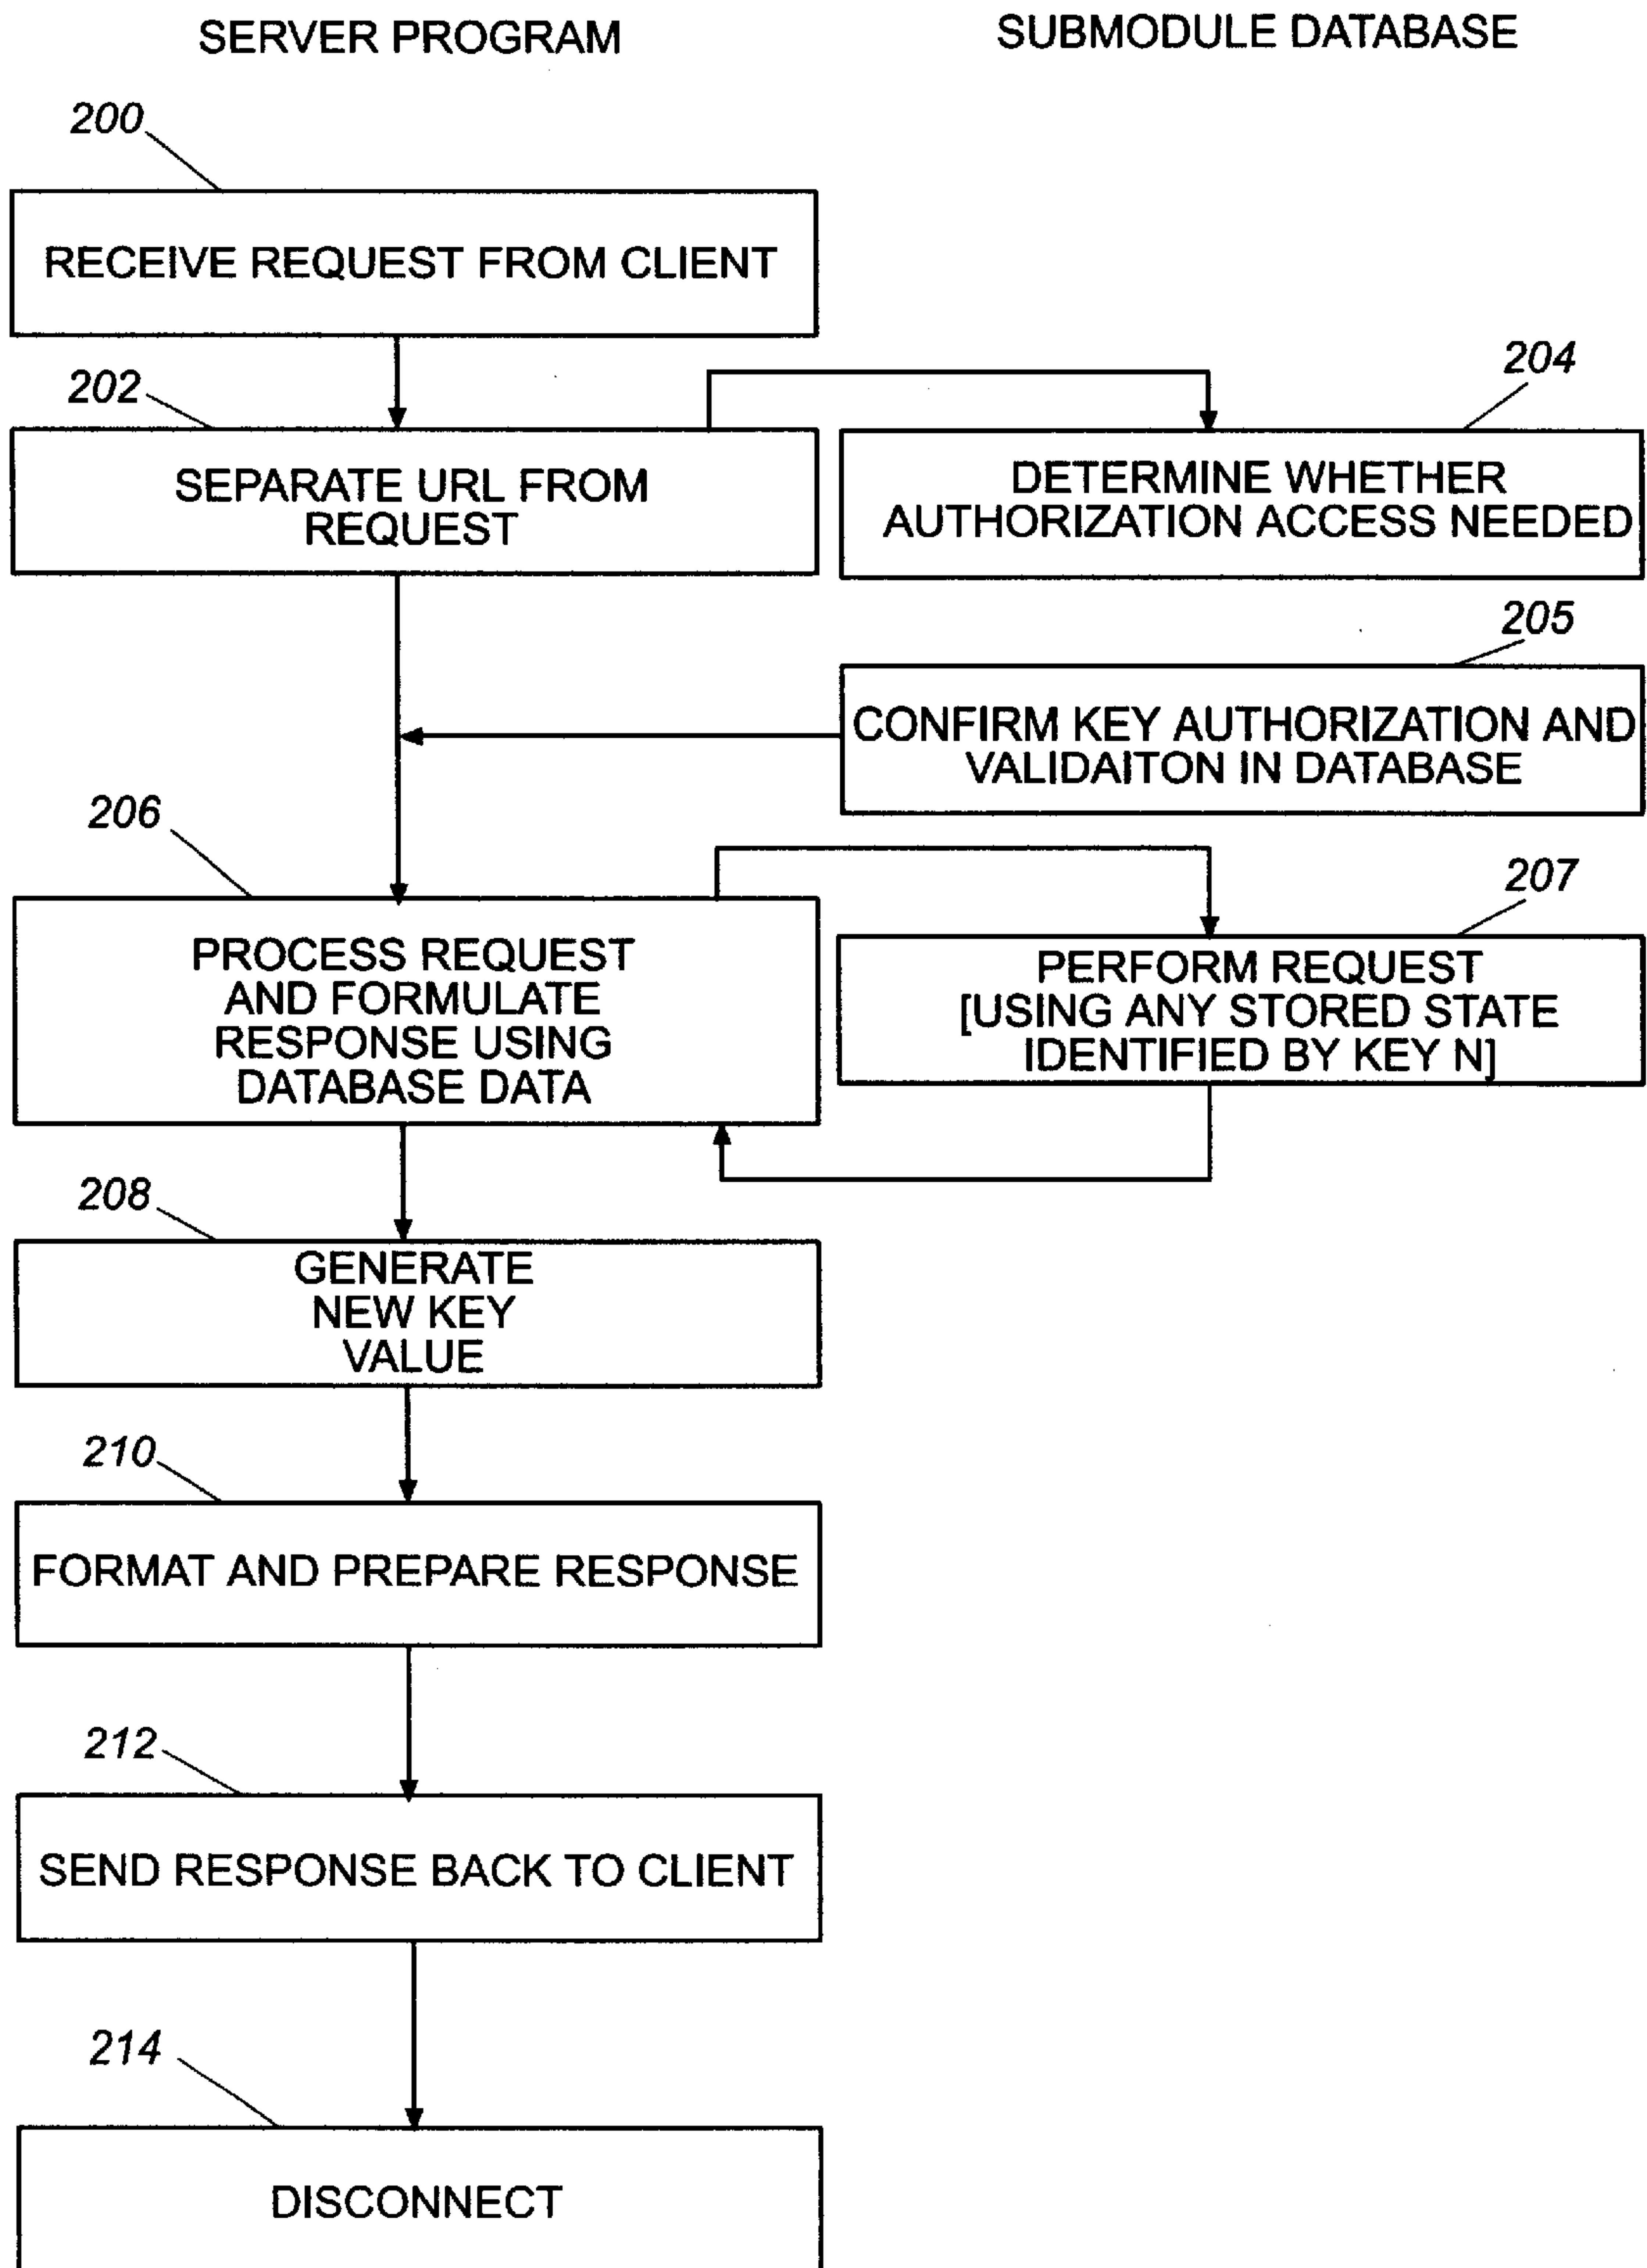 SERVER PROGRAM
SUBMODULE DATABASE
200
RECEIVE REQUEST FROM CLIENT
202
SEPARATE URL FROM
REQUEST
204
DETERMINE WHETHER
AUTHORIZATION ACCESS NEEDED
205
CONFIRM KEY AUTHORIZATION AND
VALIDAITON IN DATABASE
206
PROCESS REQUEST
AND FORMULATE
RESPONSE USING
DATABASE DATA
207
PERFORM REQUEST
[USING ANY STORED STATE
IDENTIFIED BY KEY N]
208
GENERATE
NEW KEY
VALUE
210
FORMAT AND PREPARE RESPONSE
212
SEND RESPONSE BACK TO CLIENT
214
DISCONNECT